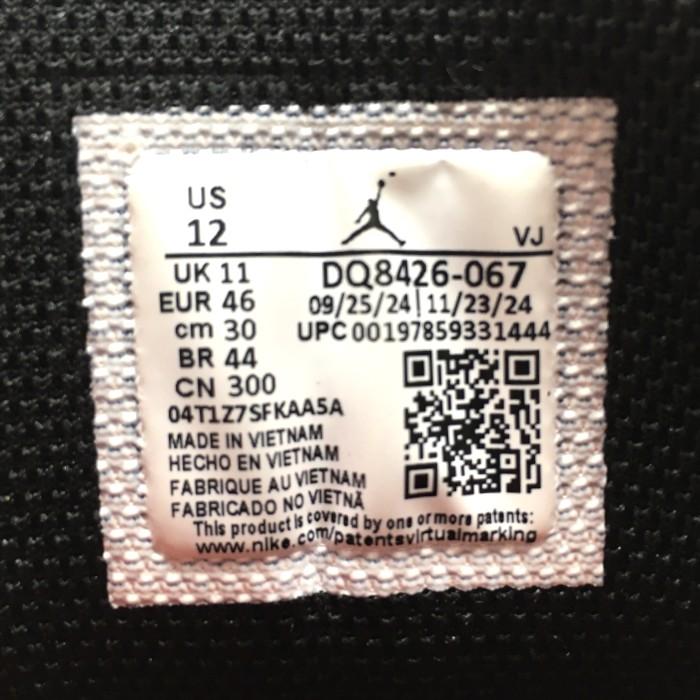 US
12
VJ
UK 11
DQ8426-067
EUR 46
09/25/24|11/23/24
cm 30
UPC00197859331444
BR 44
CN 300
04T1Z7SFKAA5A
MADE IN VIETNAM
HECHO EN VIETNAM
FABRIQUE AU VIETNAM
FABRICADO NO VIETNÃ
This product is covered by one or more patents:
www.nike.com/patentsvirtualmarking